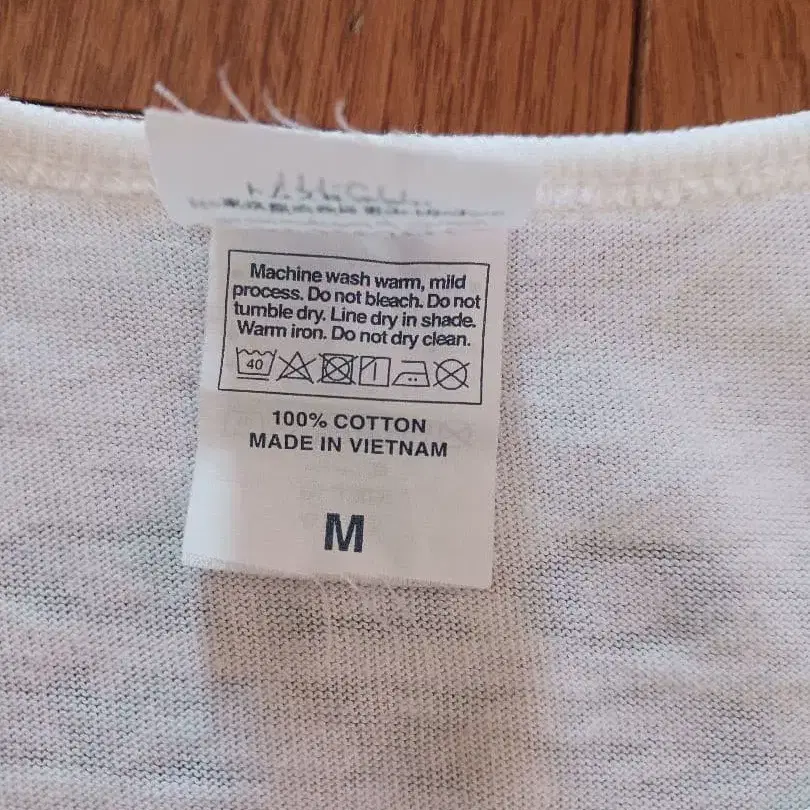 Machine wash warm, mild
process. Do not bleach. Do not
tumble dry. Line dry in shade.
Warm iron. Do not dry clean.
40
100% COTTON
MADE IN VIETNAM
M